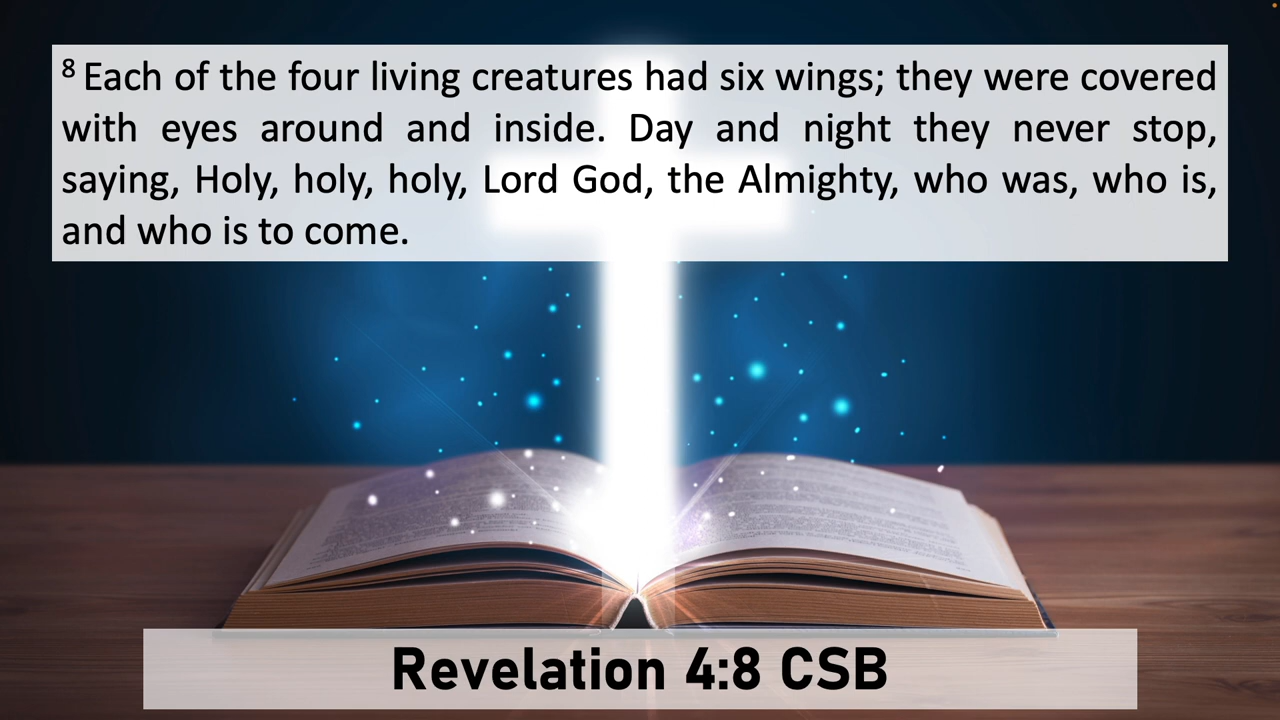 8 Each of the four living creatures had six wings; they were covered
with eyes around and inside. Day and night they never stop,
saying, Holy, holy, holy, Lord God, the Almighty, who was, who is,
and who is to come.
Revelation 4:8 CSB